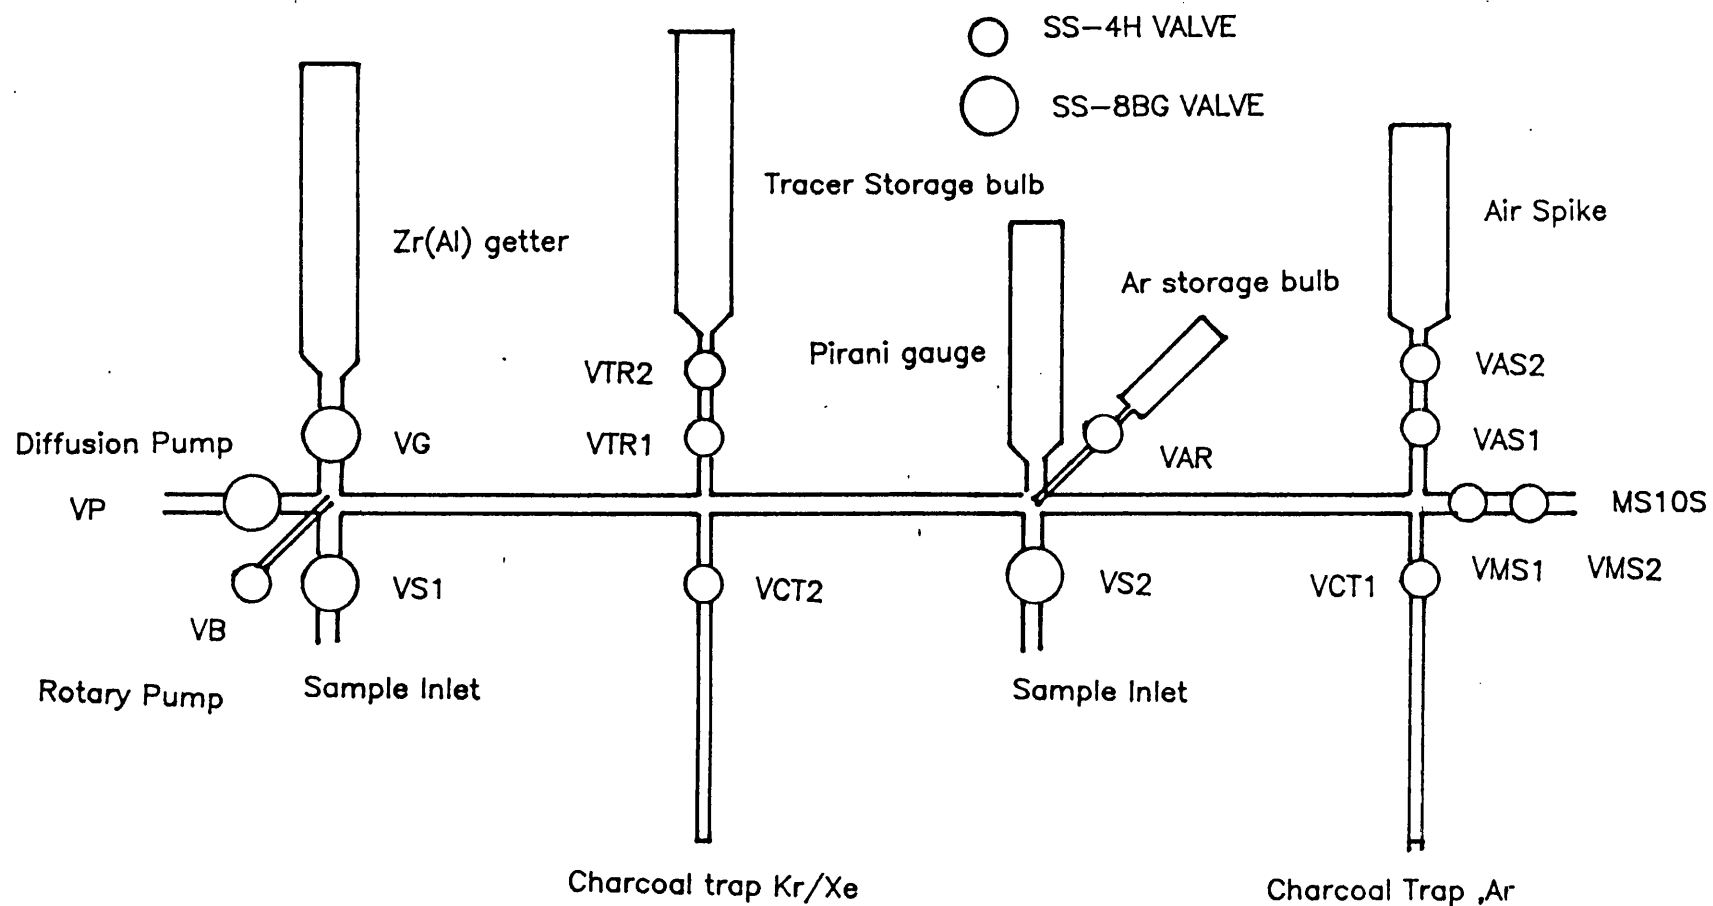 SS-4H VALVE
SS-8BG VALVE
Tracer Storage bulb
Air Spike
Zr(Al) getter
Ar storage bulb
Pirani gauge
VTR2
VAS2
Diffusion Pump
VG
VTR1
VAR
VAS1
VP
MS10S
VS1
VCT2
VS2
VCT1
VMS1
VMS2
VB
Rotary Pump
Sample Inlet
Sample Inlet
Charcoal trap Kr/Xe
Charcoal Trap ,Ar